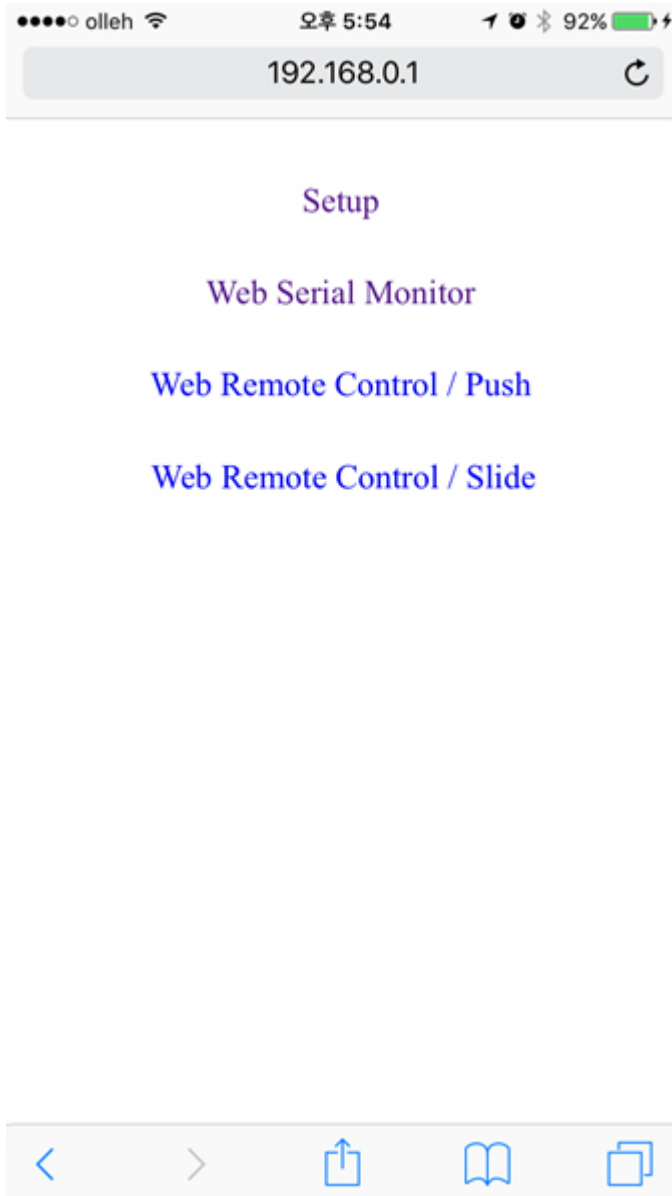 olleh 오후 5:54 92%
192.168.0.1
Setup
Web Serial Monitor
Web Remote Control / Push
Web Remote Control / Slide